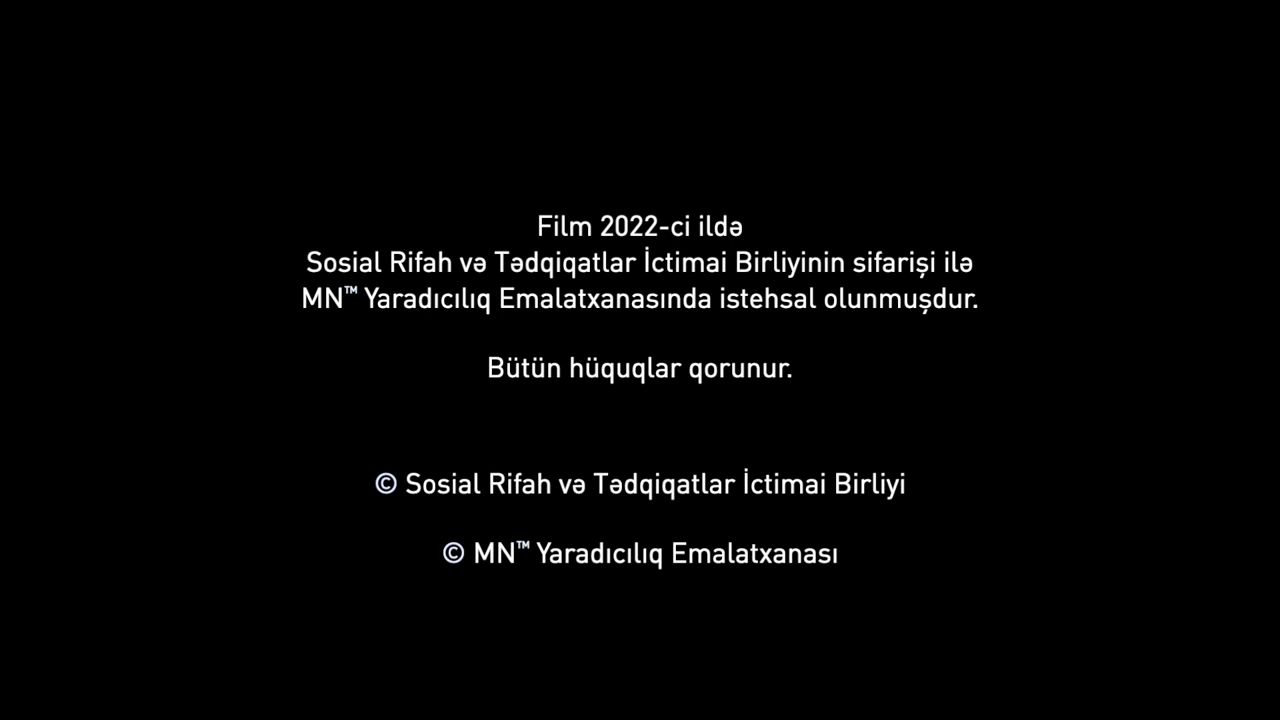 Film 2022-ci ildə
Sosial Rifah və Tədqiqatlar İctimai Birliyinin sifarişi ilə
MN™ Yaradıcılıq Emalatxanasında istehsal olunmuşdur.
Bütün hüquqlar qorunur.
© Sosial Rifah və Tədqiqatlar İctimai Birliyi
© MN™ Yaradıcılıq Emalatxanası